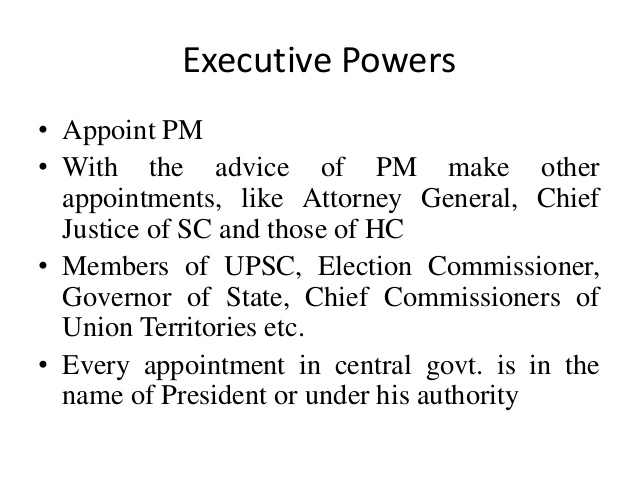 Executive Powers
• Appoint PM
• With the advice of PM make other
appointments, like Attorney General, Chief
Justice of SC and those of HC
• Members of UPSC, Election Commissioner,
Governor of State, Chief Commissioners of
Union Territories etc.
• Every appointment in central govt. is in the
name of President or under his authority